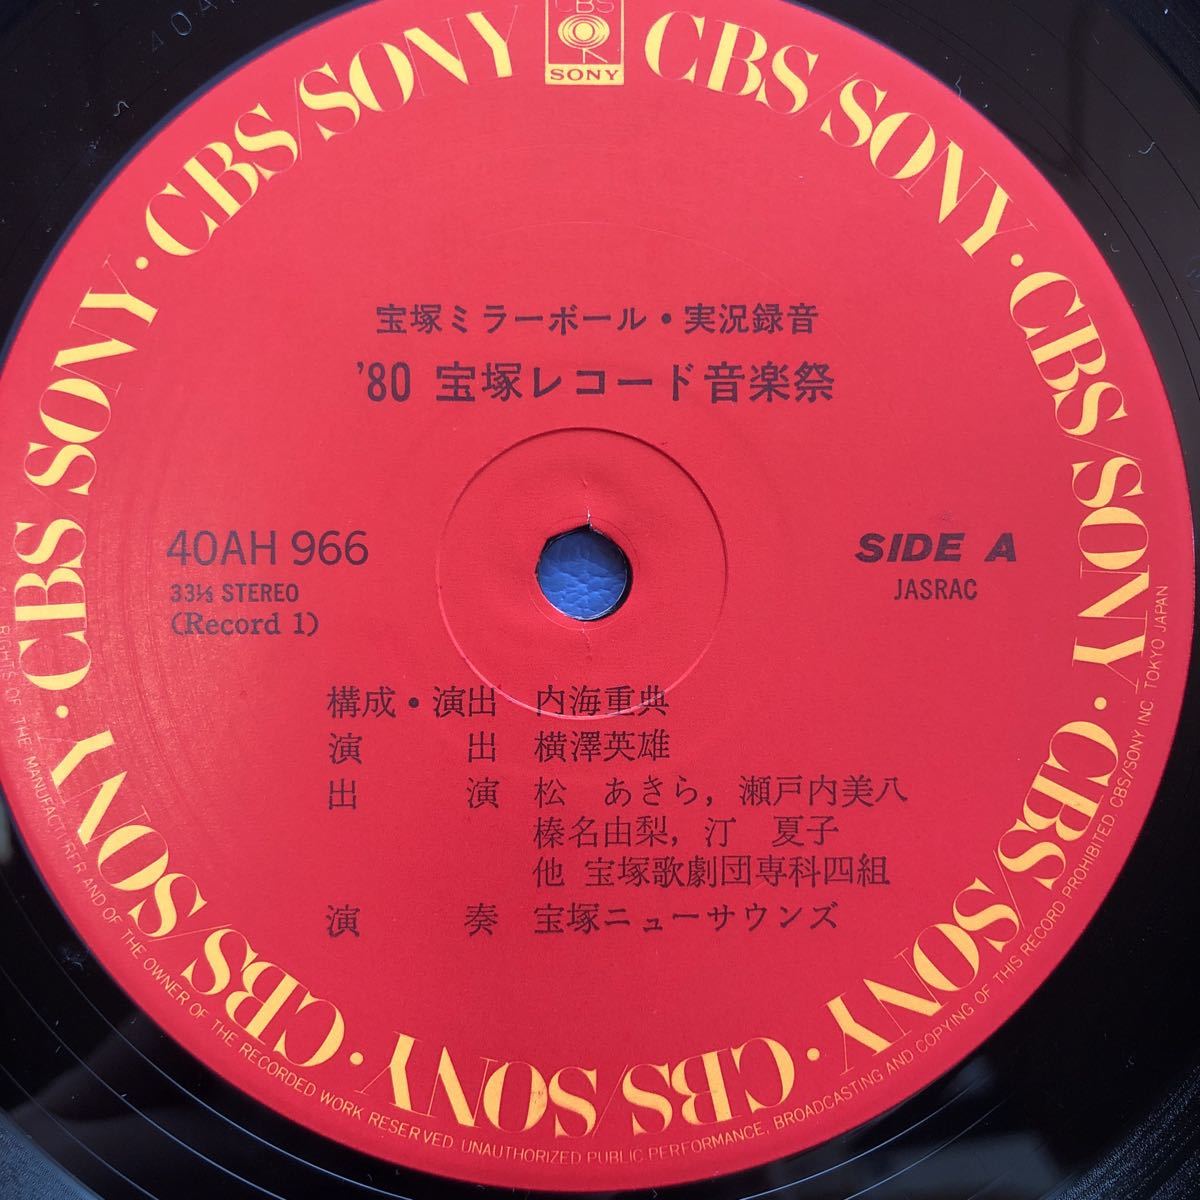 CBS
SONY
CBS/SONY · CBS/SONY · CBS/SONY · CBS/SONY · CBS/SONY · CBS/SONY · CBS/SONY · CBS/SONY
宝塚ミラーボール・実況録音
'80 宝塚レコード音楽祭
40AH 966
33⅓ STEREO
(Record 1)
SIDE A
JASRAC
構成・演出 内海重典
演 出 横澤英雄
出 演 松 あきら，瀬戸内美八
榛名由梨，汀 夏子
他 宝塚歌劇団専科四組
演 奏 宝塚ニューサウンズ
RIGHTS OF THE MANUFACTURER AND OF THE OWNER OF THE RECORDED WORK RESERVED. UNAUTHORIZED PUBLIC PERFORMANCE, BROADCASTING AND COPYING OF THIS RECORD PROHIBITED. CBS/SONY INC. TOKYO JAPAN